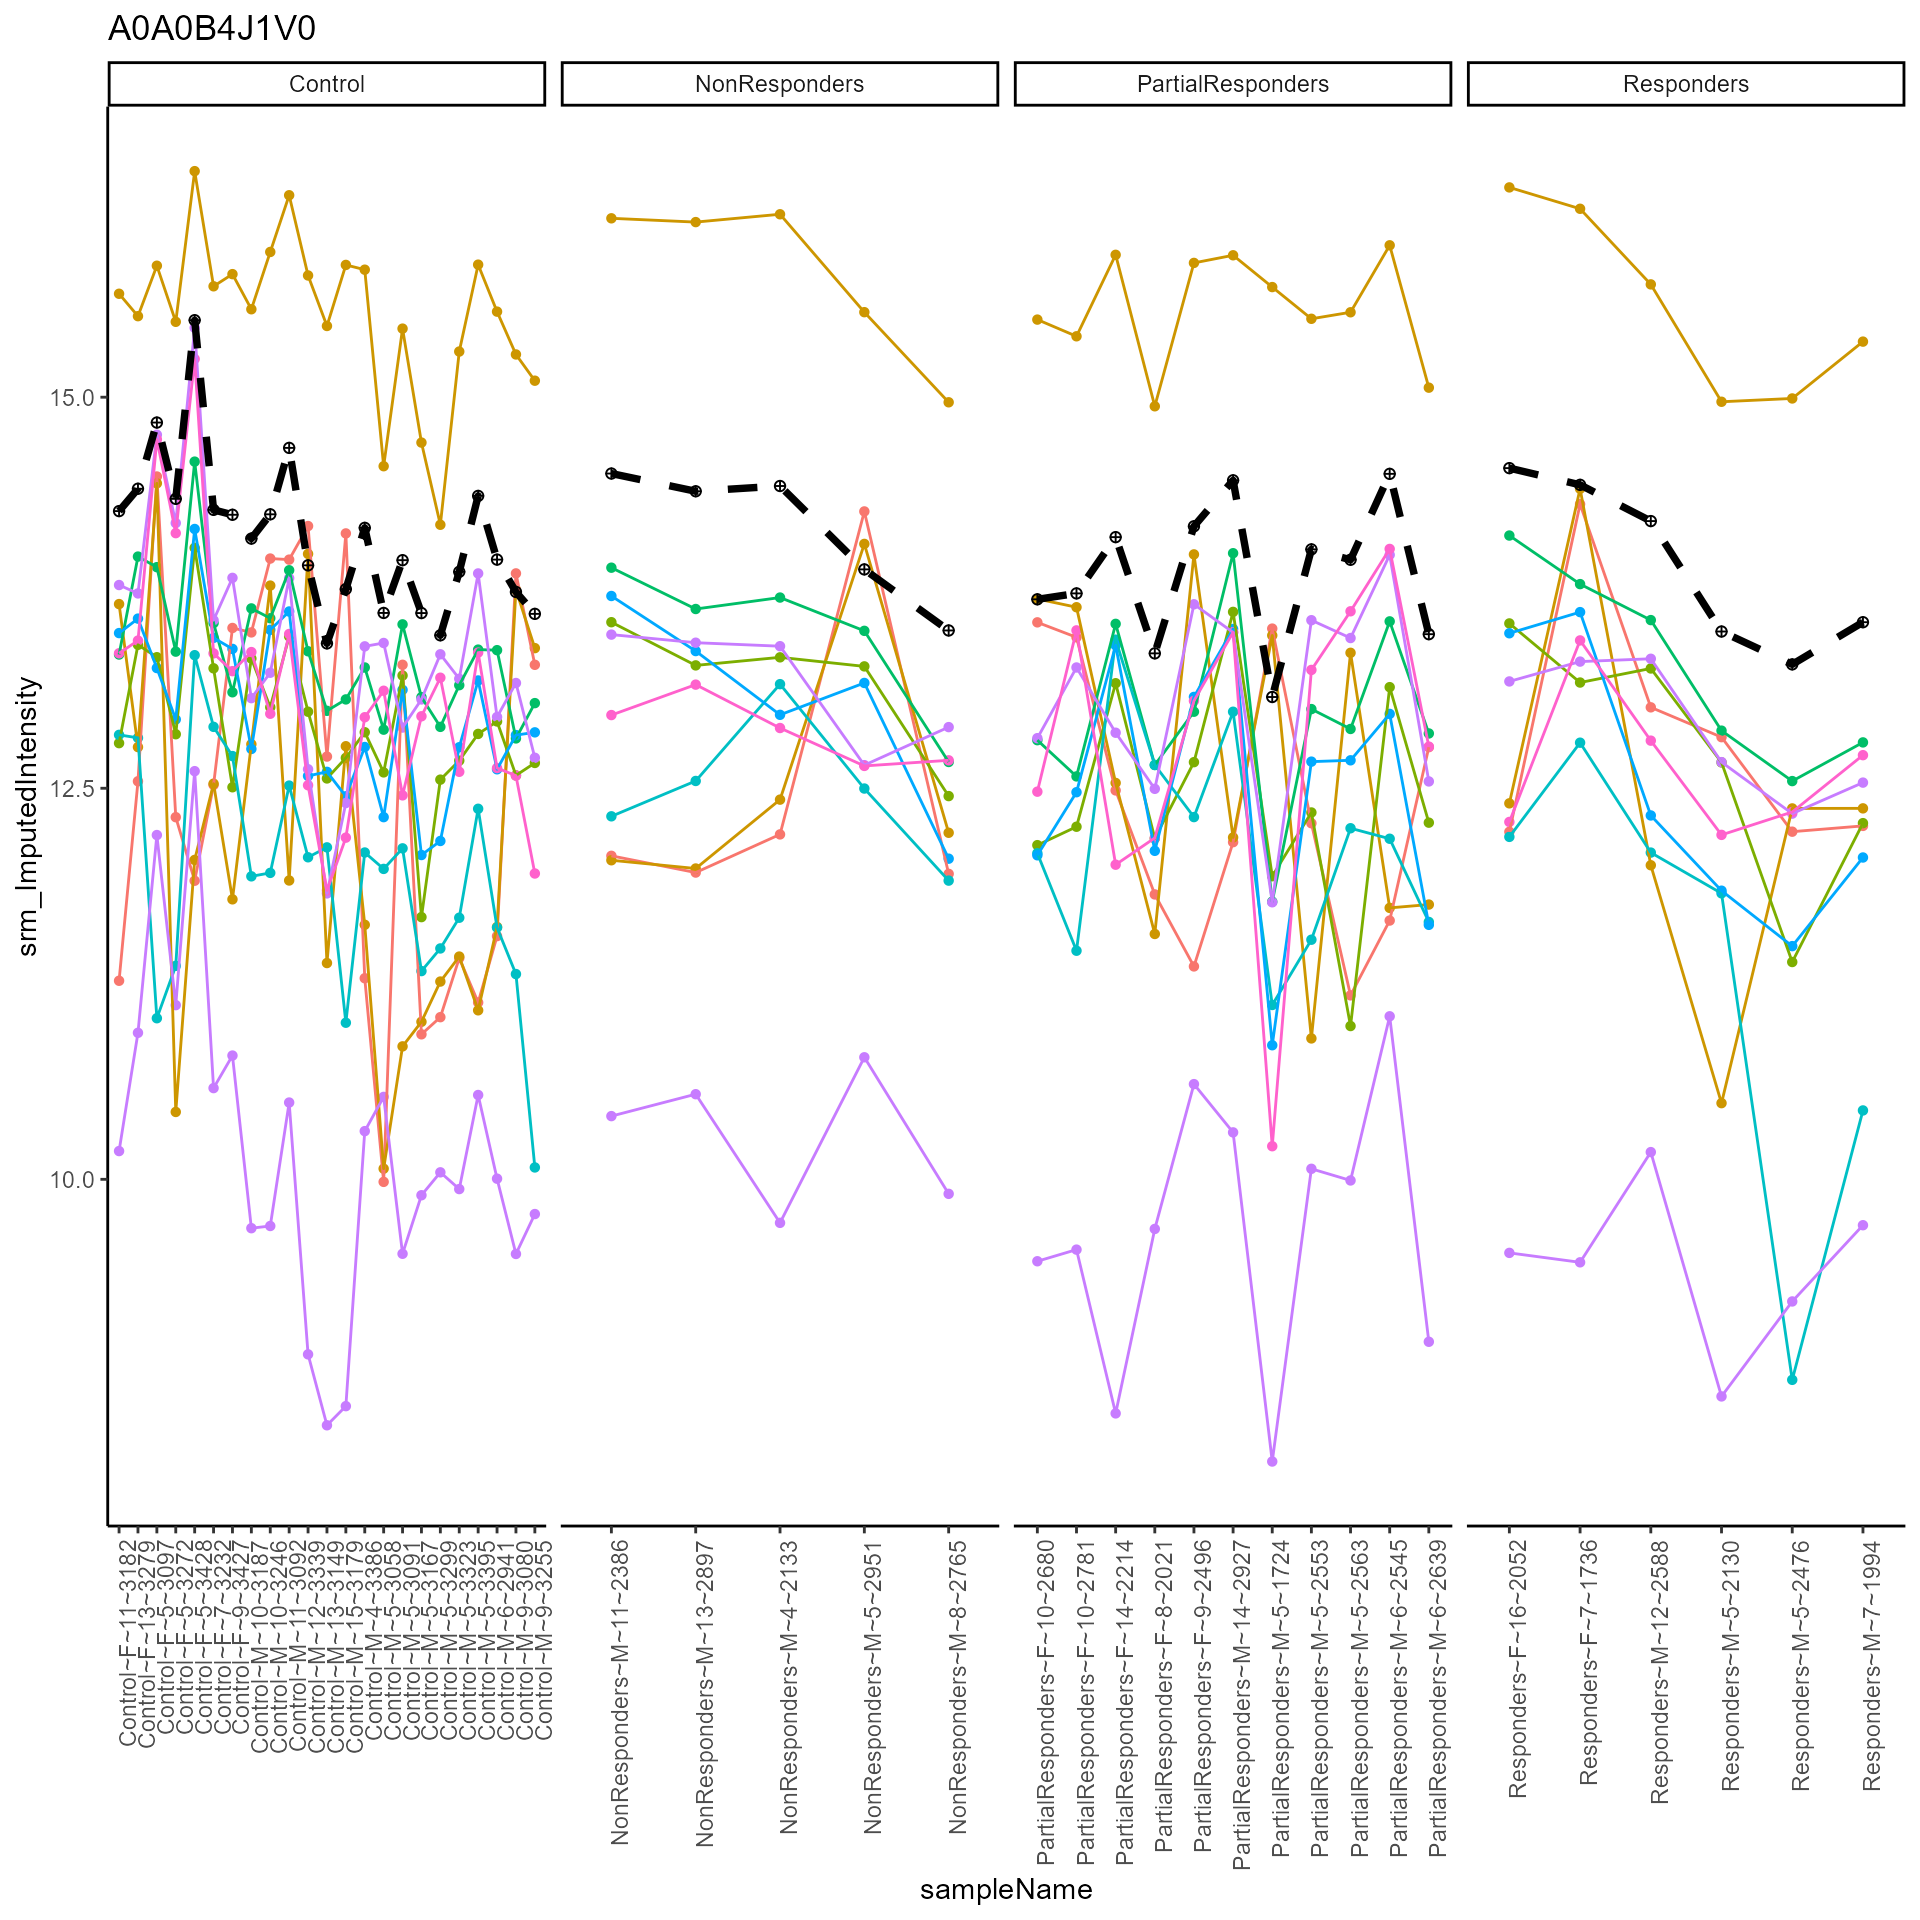 A0A0B4J1V0
Control
NonResponders
PartialResponders
Responders
srm_ImputedIntensity
15.0
12.5
10.0
Control~F~11~3182
Control~F~13~3279
Control~F~5~3097
Control~F~5~3272
Control~F~5~3428
Control~F~7~3232
Control~F~9~3427
Control~M~10~3187
Control~M~10~3246
Control~M~11~3092
Control~M~12~3339
Control~M~13~3149
Control~M~15~3179
Control~M~4~3386
Control~M~5~3058
Control~M~5~3091
Control~M~5~3167
Control~M~5~3299
Control~M~5~3323
Control~M~5~3395
Control~M~6~2941
Control~M~9~3080
Control~M~9~3255
NonResponders~M~11~2386
NonResponders~M~13~2897
NonResponders~M~4~2133
NonResponders~M~5~2951
NonResponders~M~8~2765
PartialResponders~F~10~2680
PartialResponders~F~10~2781
PartialResponders~F~14~2214
PartialResponders~F~8~2021
PartialResponders~F~9~2496
PartialResponders~M~14~2927
PartialResponders~M~5~1724
PartialResponders~M~5~2553
PartialResponders~M~5~2563
PartialResponders~M~6~2545
PartialResponders~M~6~2639
Responders~F~16~2052
Responders~F~7~1736
Responders~M~12~2588
Responders~M~5~2130
Responders~M~5~2476
Responders~M~7~1994
sampleName